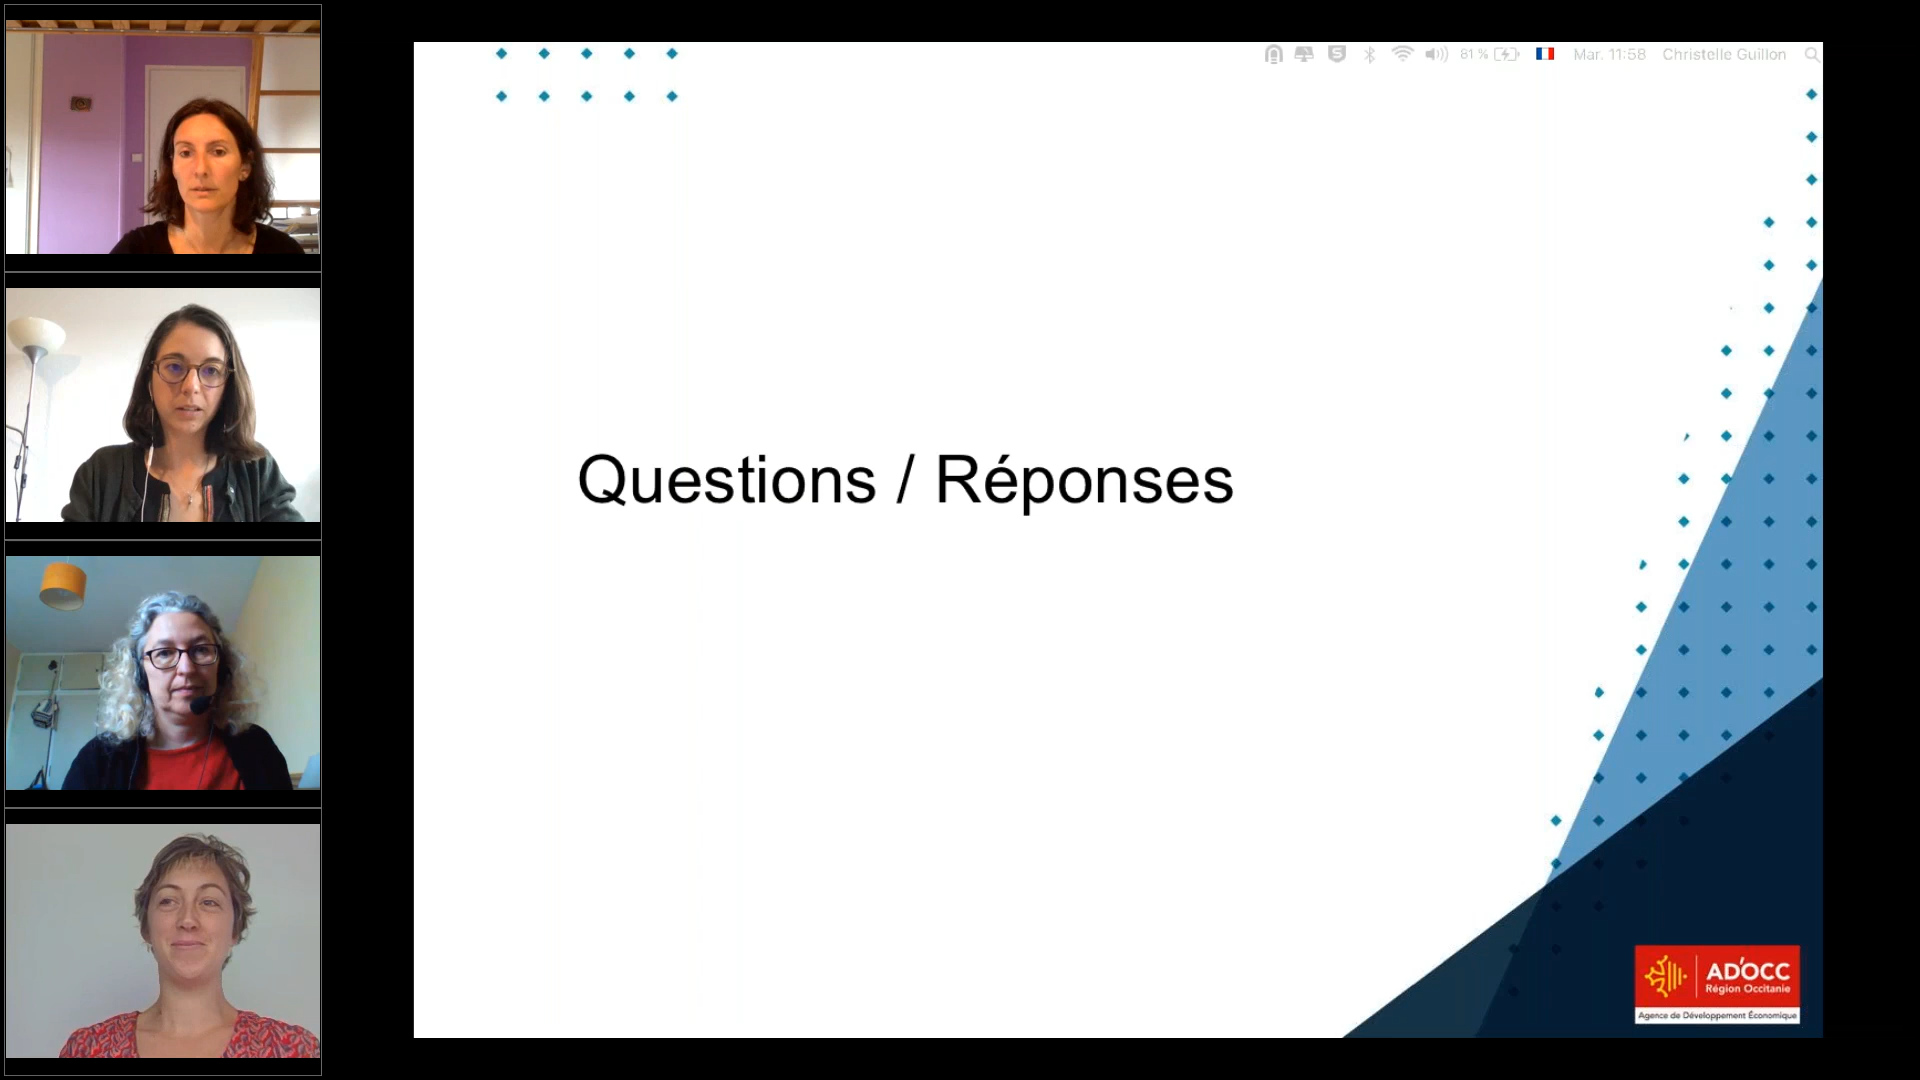 81 % Mar. 11:58 Christelle Guillon
Questions / Réponses
AD'OCC
Région Occitanie
Agence de Développement Économique